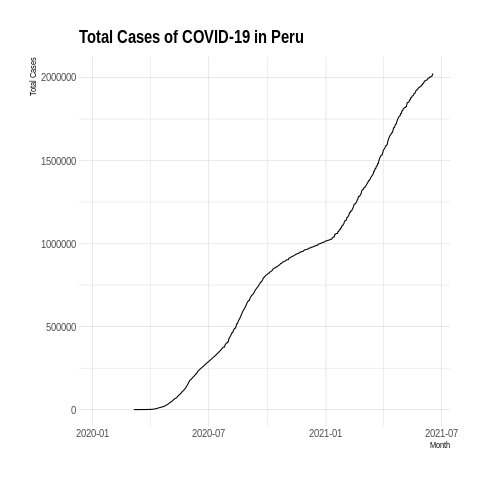 Total Cases of COVID-19 in Peru
Total Cases
2000000
1500000
1000000
500000
0
2020-01 2020-07 2021-01 2021-07
Month